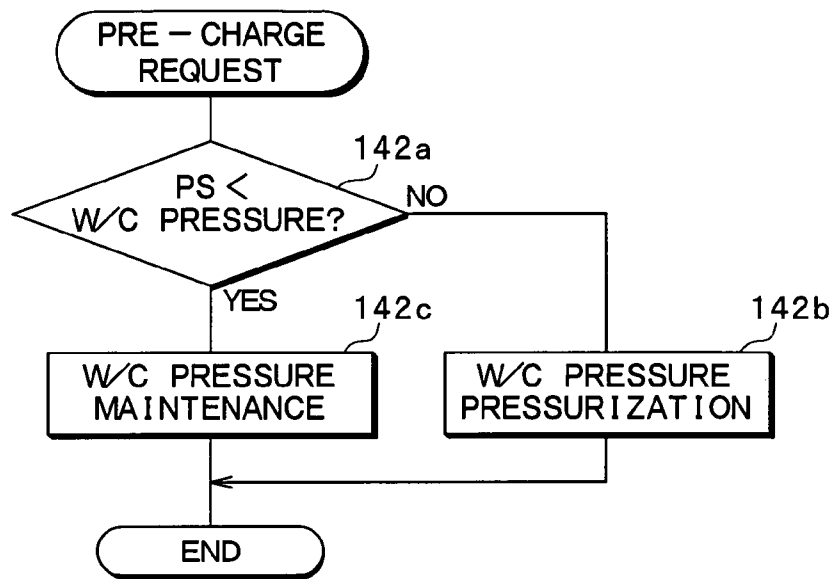 PRE-CHARGE
REQUEST
142a
PS<
W/C PRESSURE?
NO
YES
142c
142b
W/C PRESSURE
MAINTENANCE
W/C PRESSURE
PRESSURIZATION
END